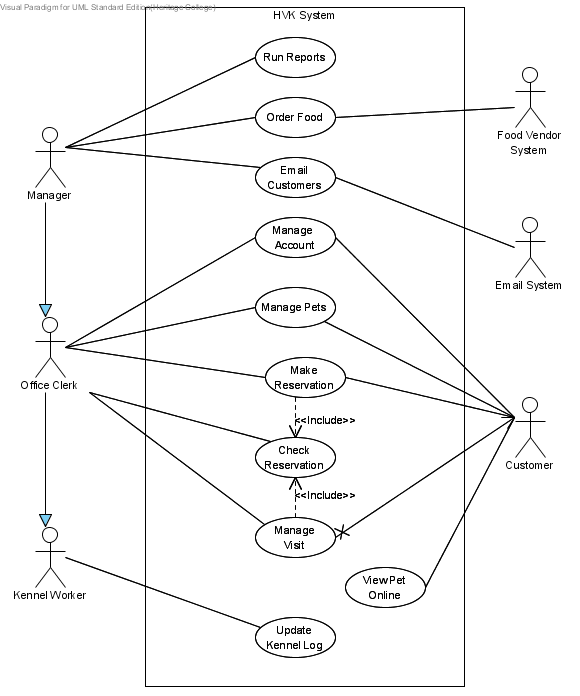 Visual Paradigm for UML Standard Edition(Heritage College)
HVK System
Run Reports
Order Food
Food Vendor
System
Manager
Email
Customers
Manage
Account
Email System
Manage Pets
Office Clerk
Make
Reservation
<<Include>>
Check
Reservation
Customer
<<Include>>
Manage
Visit
Kennel Worker
View Pet
Online
Update
Kennel Log